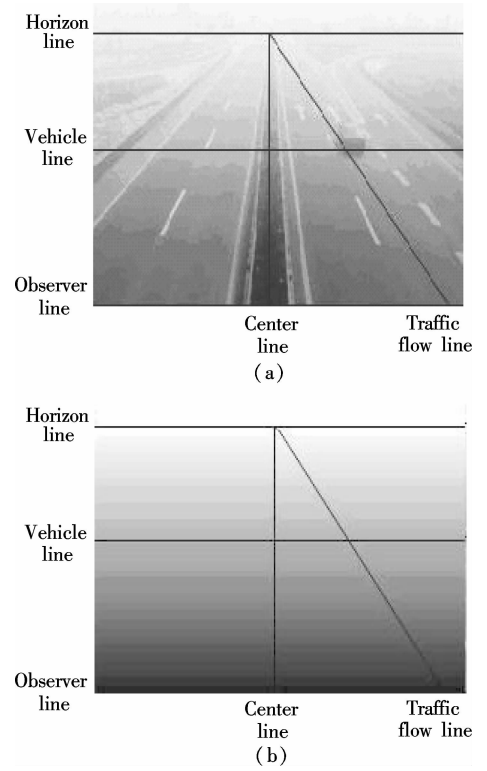 Horizon
line
Vehicle
line
Observer
line
Center
line
Traffic
flow line
(a)
Horizon
line
Vehicle
line
Observer
line
Center
line
Traffic
flow line
(b)